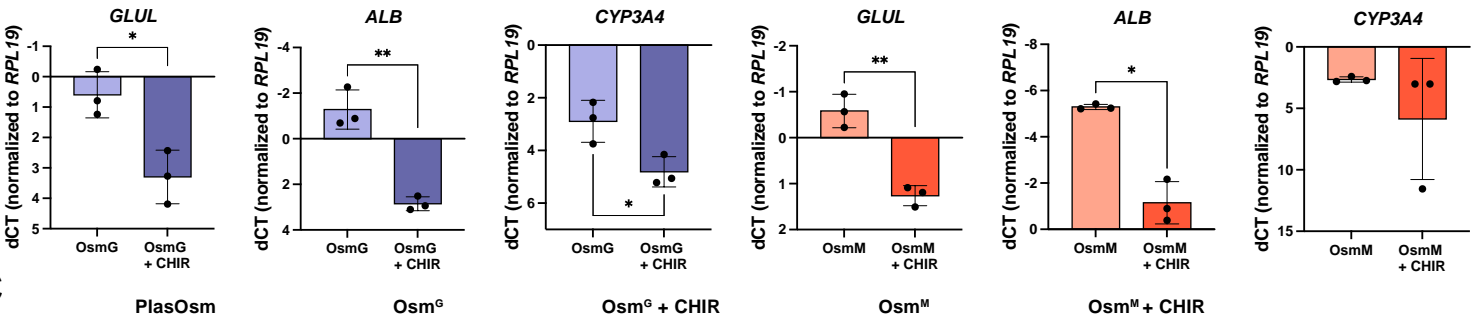 GLUL
*
dCT (normalized to RPL19)
-1
0
1
2
3
4
5
OsmG
OsmG
+ CHIR
ALB
**
dCT (normalized to RPL19)
-4
-2
0
2
4
OsmG
OsmG
+ CHIR
CYP3A4
*
dCT (normalized to RPL19)
0
2
4
6
OsmG
OsmG
+ CHIR
GLUL
**
dCT (normalized to RPL19)
-2
-1
0
1
2
OsmM
OsmM
+ CHIR
ALB
*
dCT (normalized to RPL19)
-8
-6
-4
-2
0
OsmM
OsmM
+ CHIR
CYP3A4
dCT (normalized to RPL19)
0
5
10
15
OsmM
OsmM
+ CHIR
PlasOsm
Osmᴳ
Osmᴳ + CHIR
Osmᴹ
Osmᴹ + CHIR